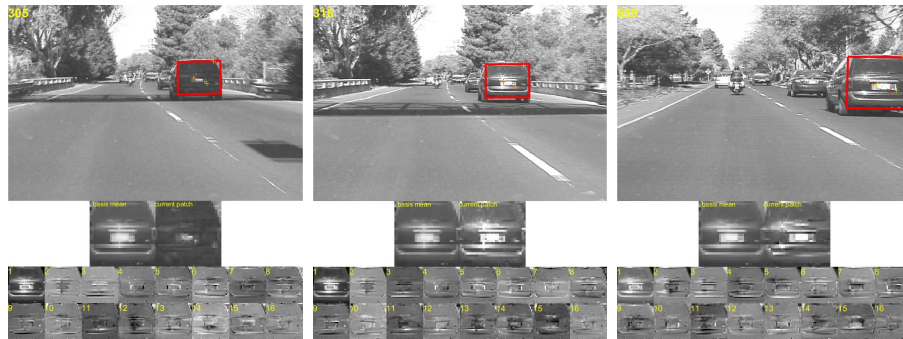 305 316 659
basis mean current patch basis mean current patch basis mean current patch
1 2 3 4 5 6 7 8 1 2 3 4 5 6 7 8 1 2 3 4 5 6 7 8
9 10 11 12 13 14 15 16 9 10 11 12 13 14 15 16 9 10 11 12 13 14 15 16